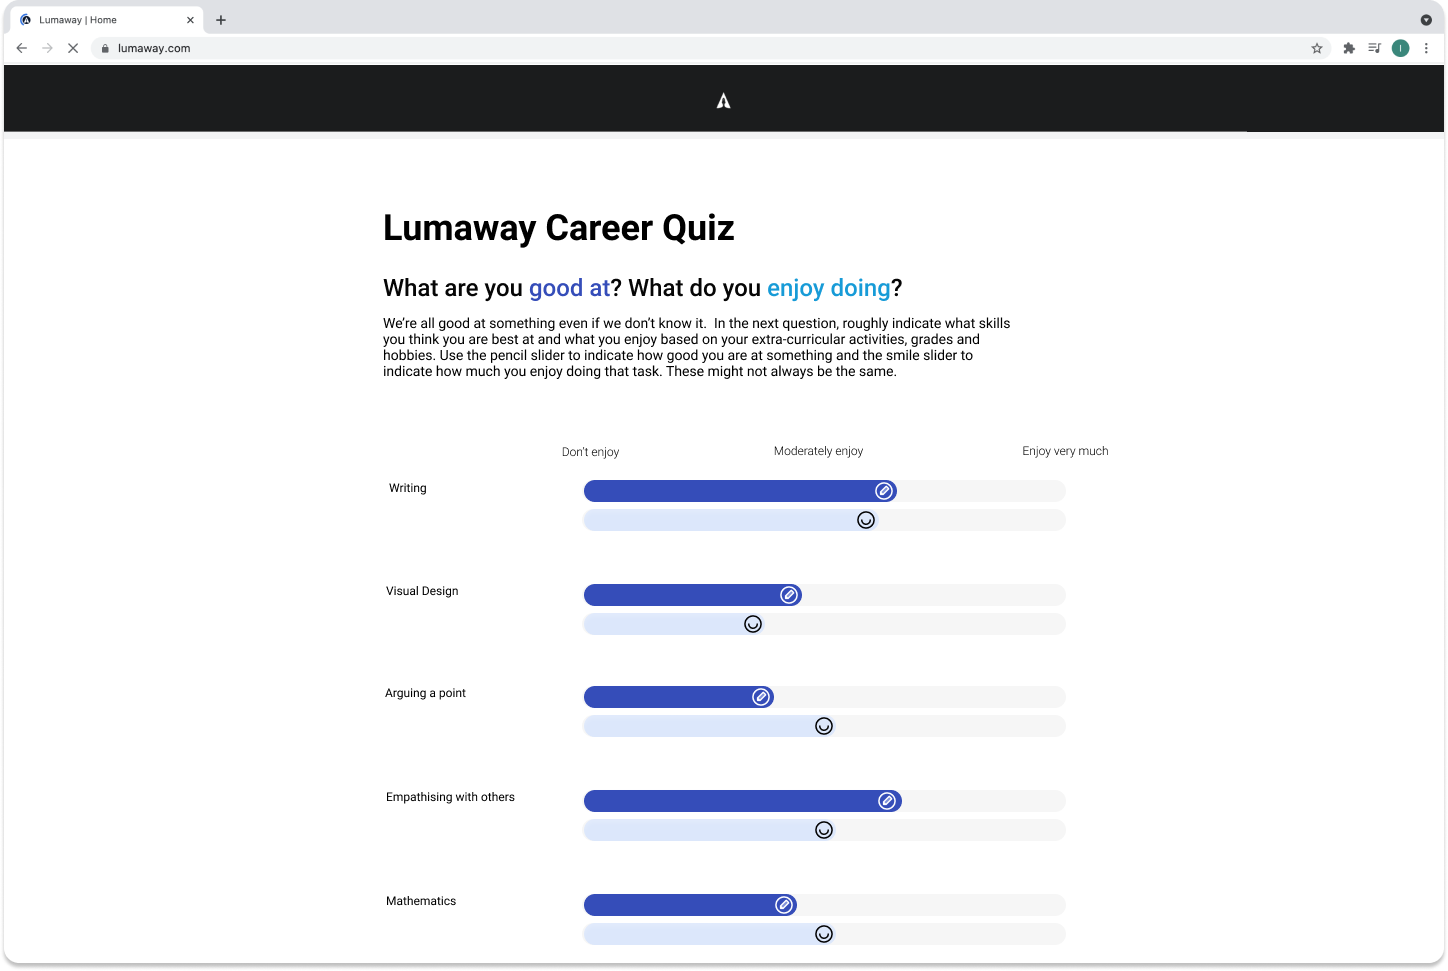 Lumaway | Home
lumaway.com
I
Lumaway Career Quiz
What are you good at? What do you enjoy doing?
We’re all good at something even if we don’t know it.  In the next question, roughly indicate what skills
you think you are best at and what you enjoy based on your extra-curricular activities, grades and
hobbies. Use the pencil slider to indicate how good you are at something and the smile slider to
indicate how much you enjoy doing that task. These might not always be the same.
Don't enjoy
Moderately enjoy
Enjoy very much
Writing
Visual Design
Arguing a point
Empathising with others
Mathematics